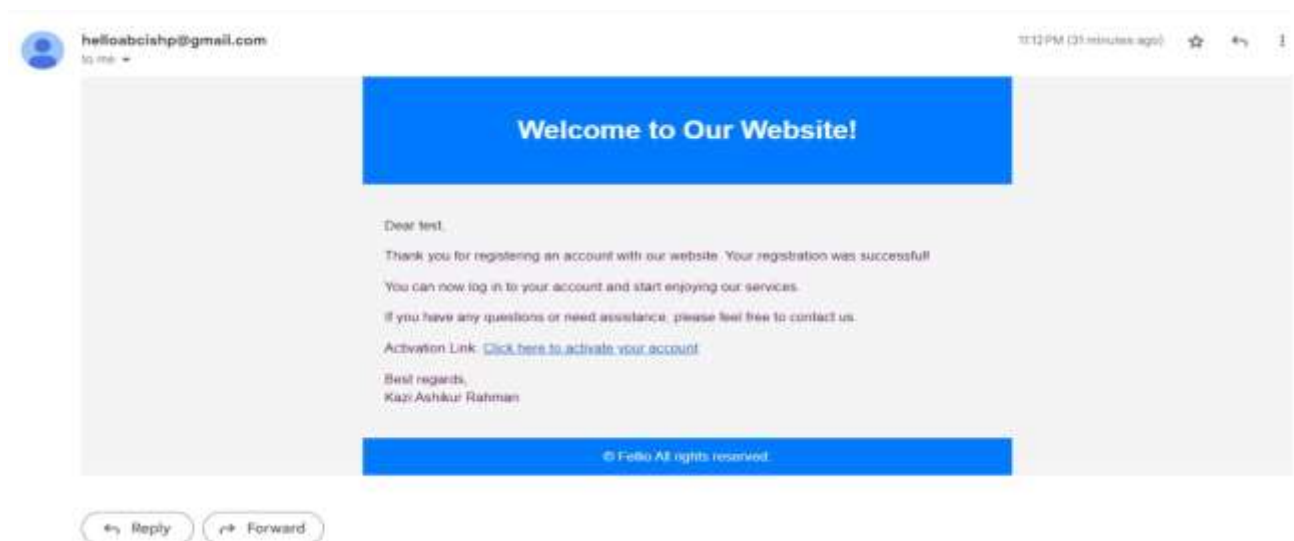 helloabcishp@gmail.com
to me
11:12 PM (31 minutes ago)
Welcome to Our Website!
Dear test,
Thank you for registering an account with our website. Your registration was successful!
You can now log in to your account and start enjoying our services.
If you have any questions or need assistance, please feel free to contact us.
Activation Link: Click here to activate your account
Best regards,
Kazi Ashikur Rahman
© Fellio All rights reserved.
Reply
Forward